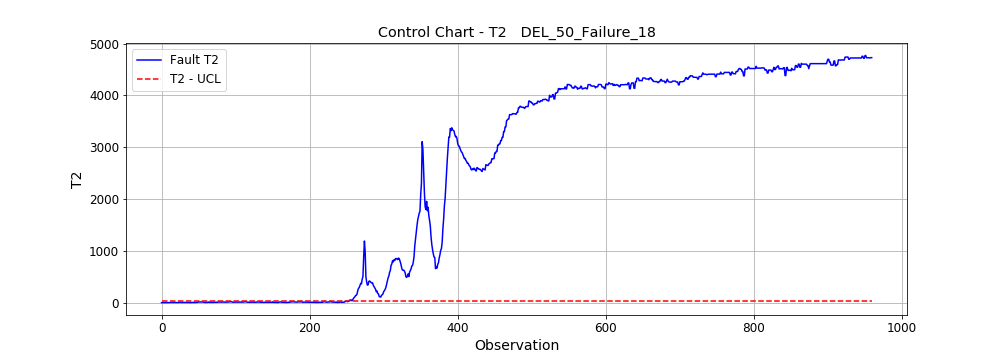 Control Chart - T2   DEL_50_Failure_18
Fault T2
T2 - UCL
5000
4000
3000
2000
1000
0
T2
0 200 400 600 800 1000
Observation